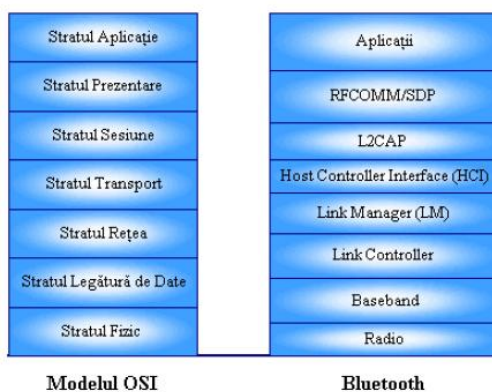 Stratul Aplicație
Stratul Prezentare
Stratul Sesiune
Stratul Transport
Stratul Rețea
Stratul Legătură de Date
Stratul Fizic
Modelul OSI
Aplicații
RFCOMM/SDP
L2CAP
Host Controller Interface (HCI)
Link Manager (LM)
Link Controller
Baseband
Radio
Bluetooth